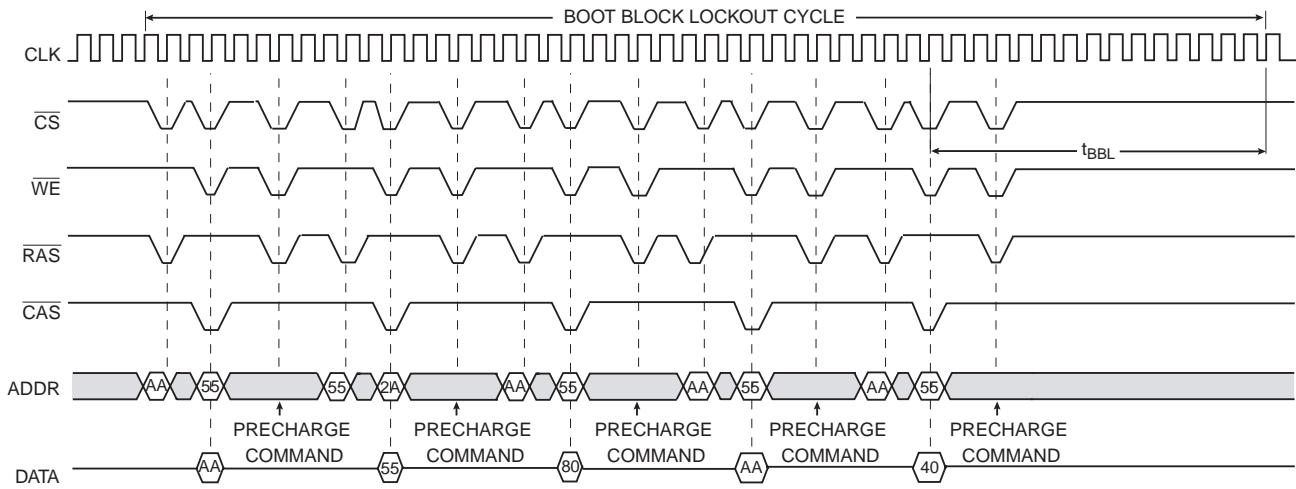 BOOT BLOCK LOCKOUT CYCLE
CLK
CS
tBBL
WE
RAS
CAS
ADDR AA 55 55 2A AA 55 AA 55 AA 55
PRECHARGE COMMAND
PRECHARGE COMMAND
PRECHARGE COMMAND
PRECHARGE COMMAND
PRECHARGE COMMAND
DATA AA 55 80 AA 40